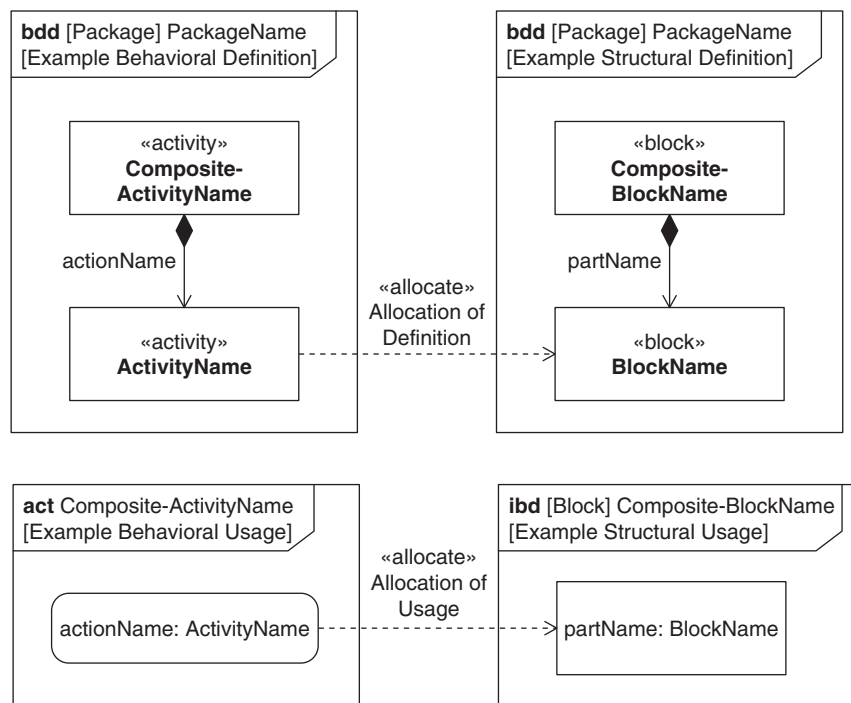 bdd [Package] PackageName
[Example Behavioral Definition]
«activity»
Composite-
ActivityName
actionName
«activity»
ActivityName
«allocate»
Allocation of
Definition
bdd [Package] PackageName
[Example Structural Definition]
«block»
Composite-
BlockName
partName
«block»
BlockName
act Composite-ActivityName
[Example Behavioral Usage]
actionName: ActivityName
«allocate»
Allocation of
Usage
ibd [Block] Composite-BlockName
[Example Structural Usage]
partName: BlockName